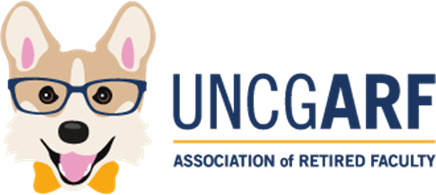 UNCGARF
ASSOCIATION of RETIRED FACULTY